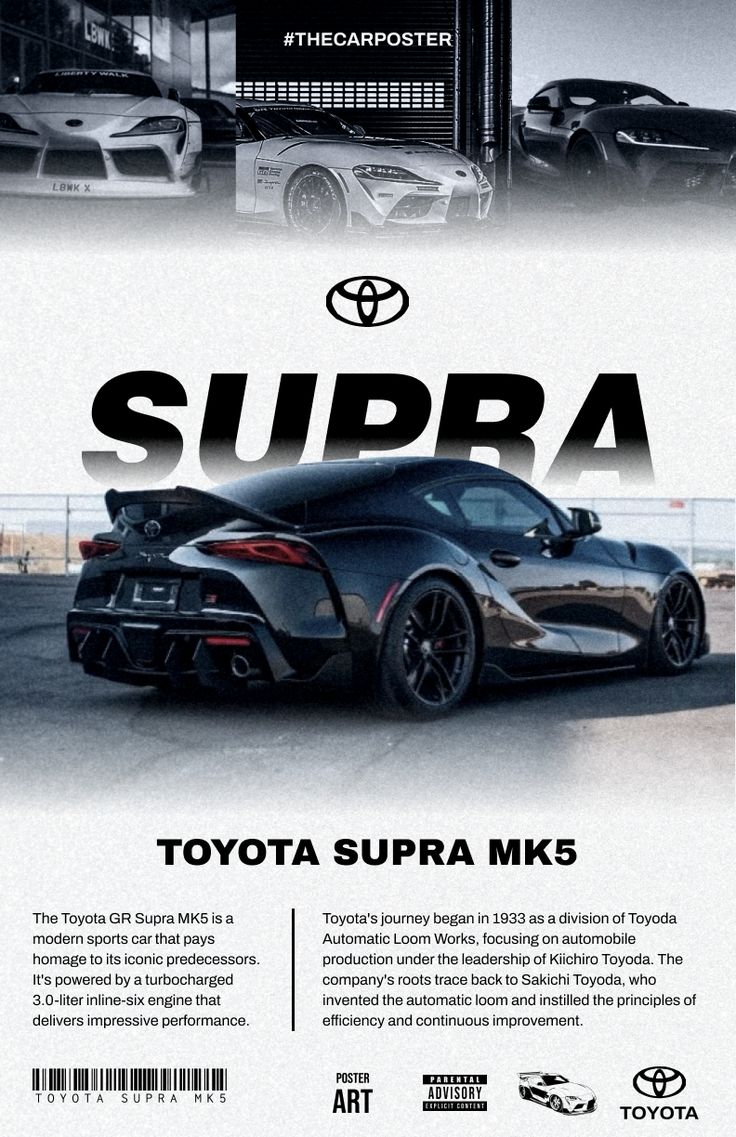 #THECARPOSTER
LBWK
LIBERTY WALK
LBWK X
SUPRA
TOYOTA SUPRA MK5
The Toyota GR Supra MK5 is a
modern sports car that pays
homage to its iconic predecessors.
It's powered by a turbocharged
3.0-liter inline-six engine that
delivers impressive performance.
Toyota's journey began in 1933 as a division of Toyoda
Automatic Loom Works, focusing on automobile
production under the leadership of Kiichiro Toyoda. The
company's roots trace back to Sakichi Toyoda, who
invented the automatic loom and instilled the principles of
efficiency and continuous improvement.
TOYOTA SUPRA MK5
POSTER
ART
PARENTAL
ADVISORY
EXPLICIT CONTENT
TOYOTA